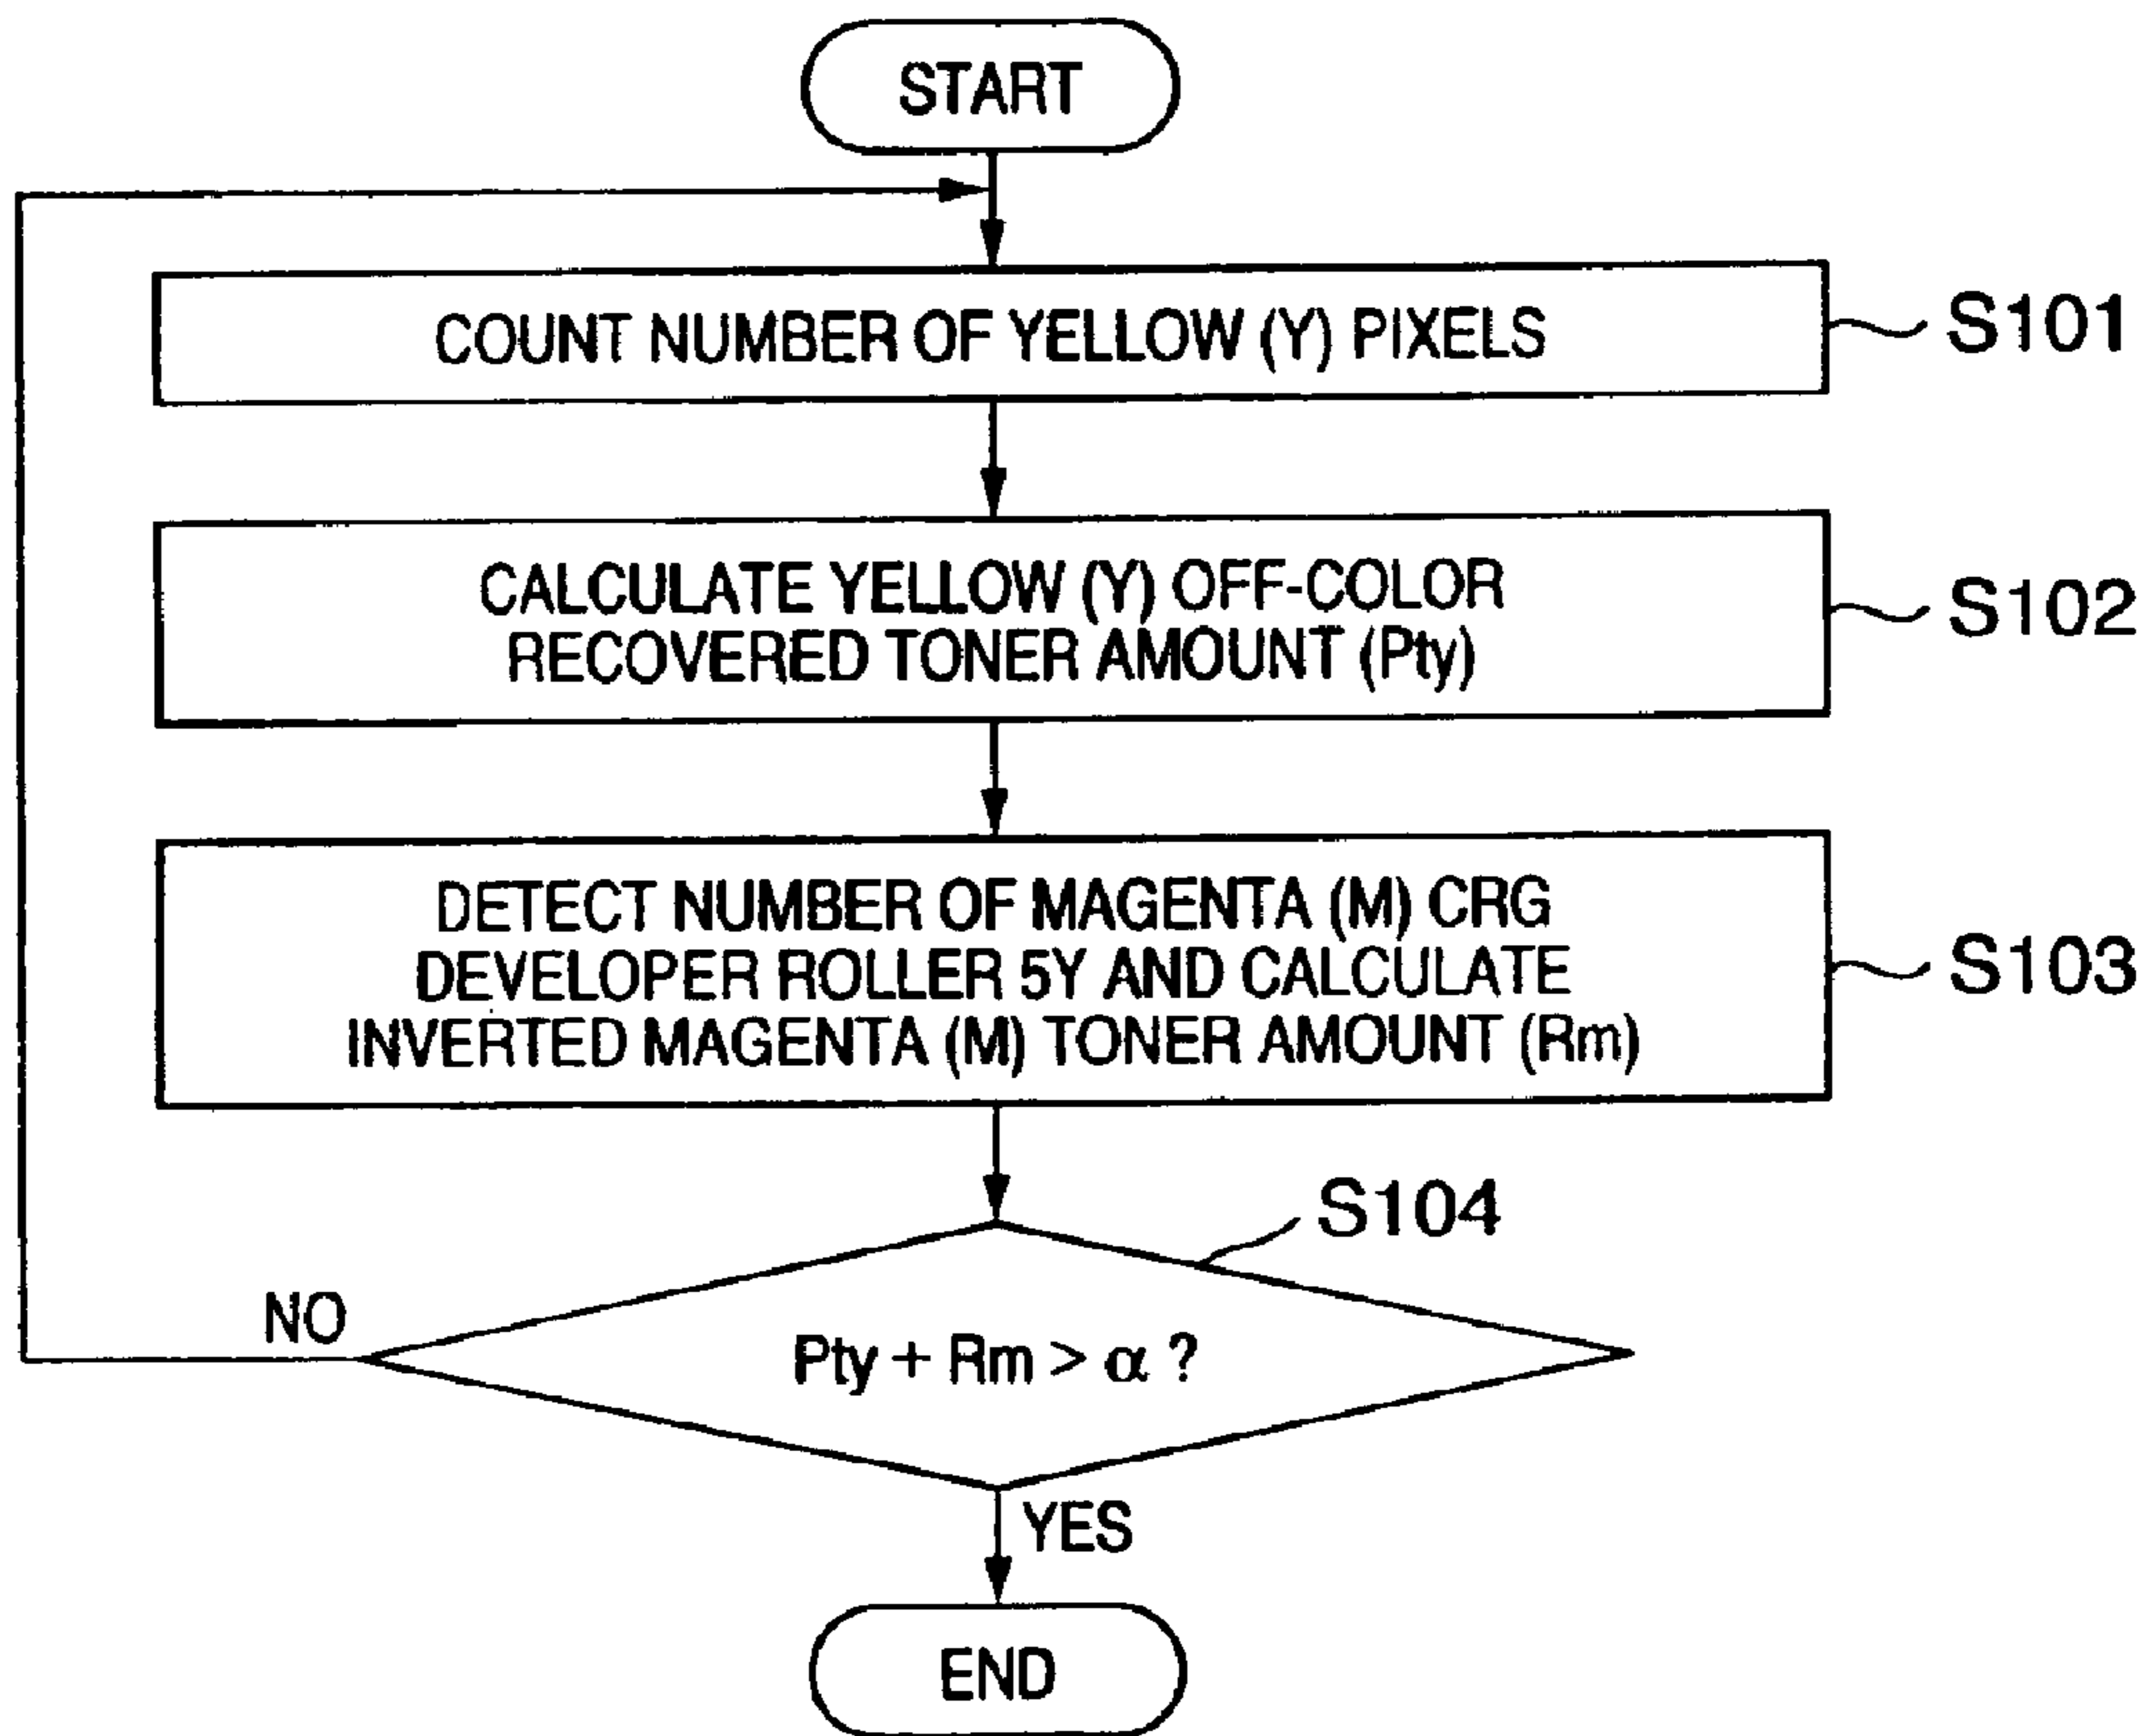 START
COUNT NUMBER OF YELLOW (Y) PIXELS
S101
CALCULATE YELLOW (Y) OFF-COLOR
RECOVERED TONER AMOUNT (Pty)
S102
DETECT NUMBER OF MAGENTA (M) CRG
DEVELOPER ROLLER 5Y AND CALCULATE
INVERTED MAGENTA (M) TONER AMOUNT (Rm)
S103
S104
NO
Pty + Rm > α ?
YES
END